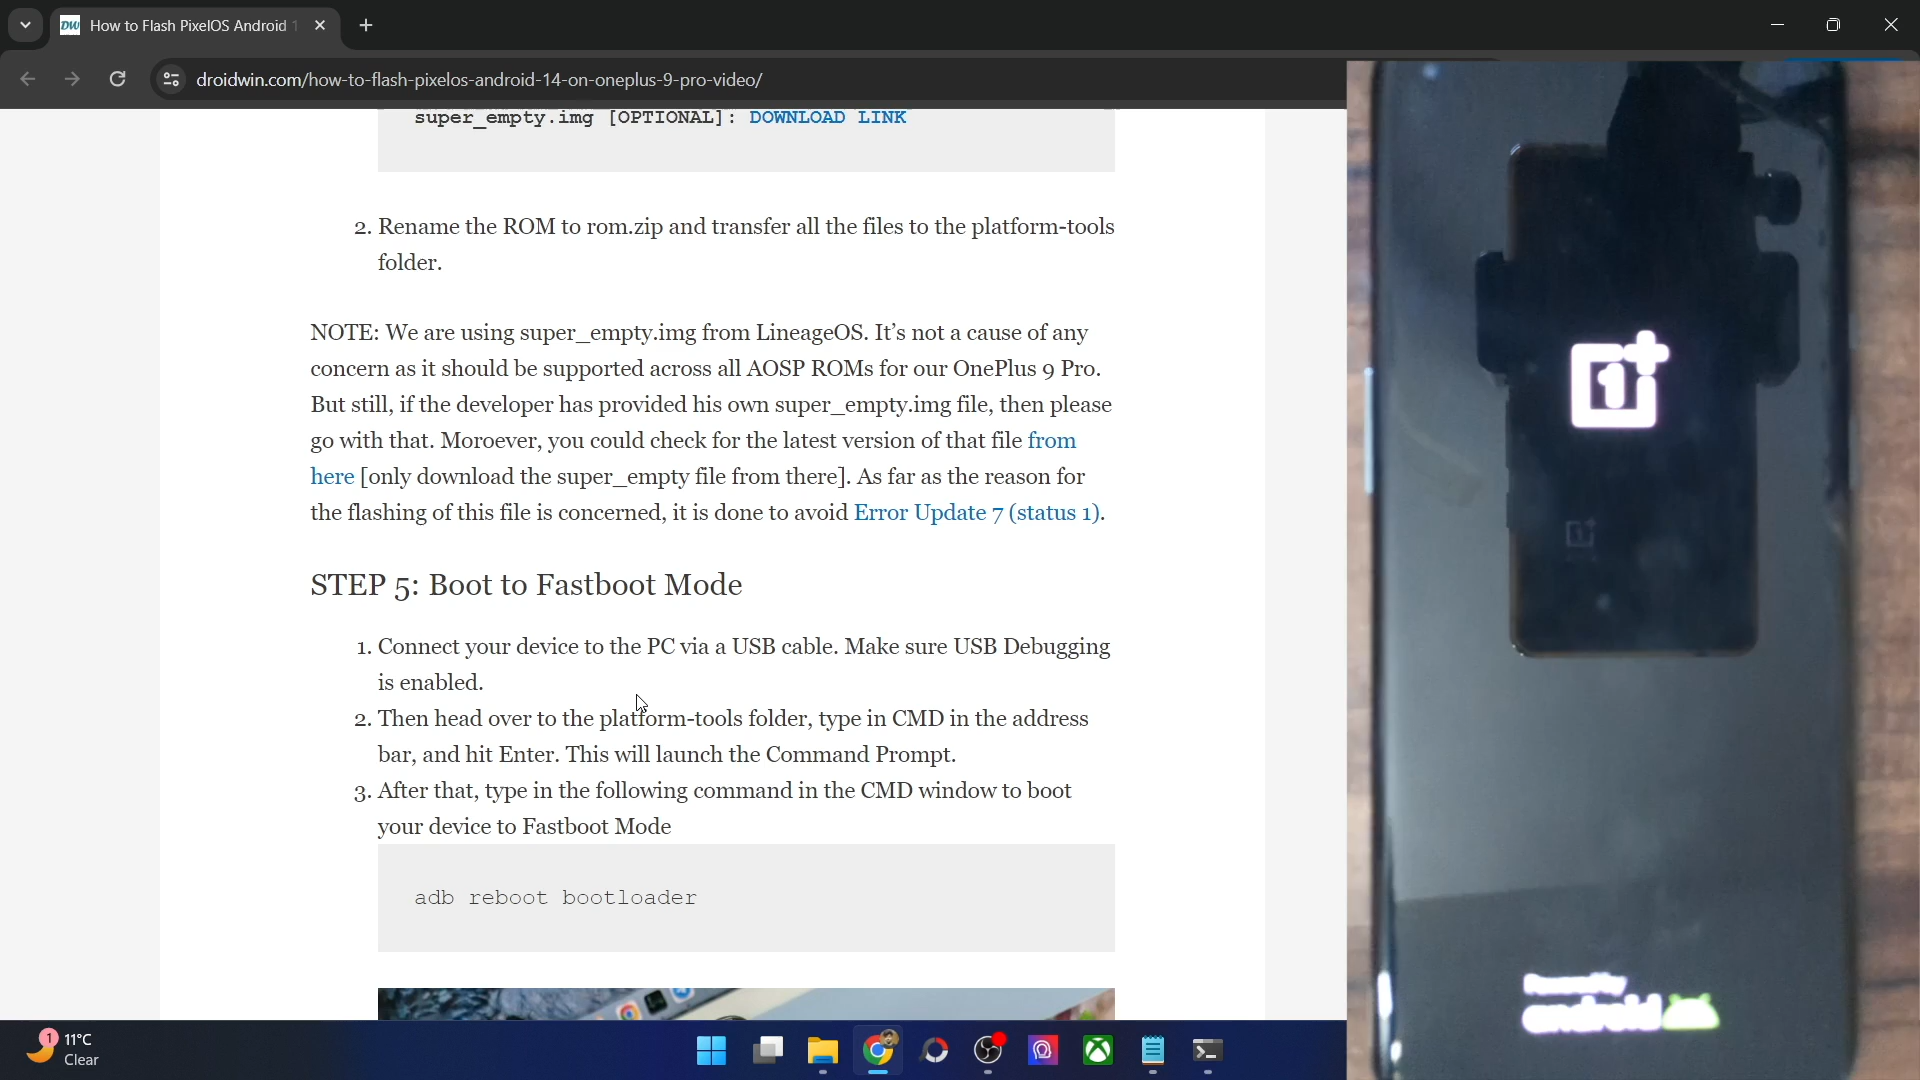 How to Flash PixelOS Android 1
droidwin.com/how-to-flash-pixelos-android-14-on-oneplus-9-pro-video/
super_empty.img [OPTIONAL]: DOWNLOAD LINK
2. Rename the ROM to rom.zip and transfer all the files to the platform-tools
folder.
NOTE: We are using super_empty.img from LineageOS. It’s not a cause of any
concern as it should be supported across all AOSP ROMs for our OnePlus 9 Pro.
But still, if the developer has provided his own super_empty.img file, then please
go with that. Moroever, you could check for the latest version of that file from
here [only download the super_empty file from there]. As far as the reason for
the flashing of this file is concerned, it is done to avoid Error Update 7 (status 1).
STEP 5: Boot to Fastboot Mode
1. Connect your device to the PC via a USB cable. Make sure USB Debugging
is enabled.
2. Then head over to the platform-tools folder, type in CMD in the address
bar, and hit Enter. This will launch the Command Prompt.
3. After that, type in the following command in the CMD window to boot
your device to Fastboot Mode
adb reboot bootloader
1
11°C
Clear
DW
1+
Powered by
android